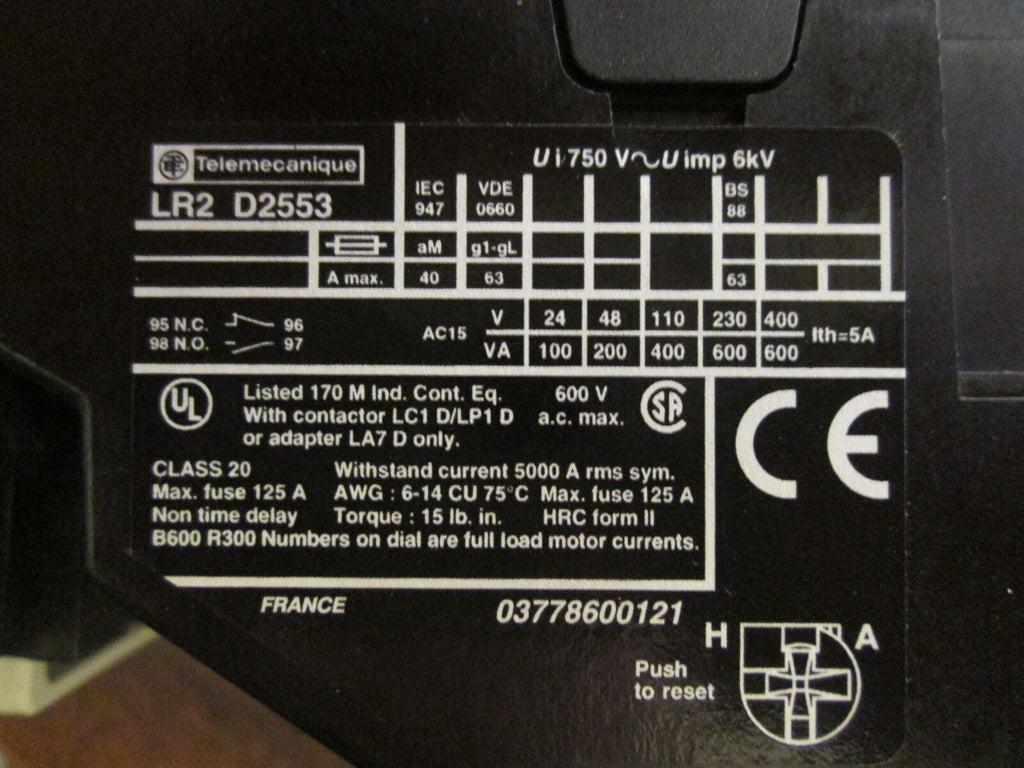 Telemecanique
LR2 D2553
Ui 750 V~ U imp 6kV
IEC 947 VDE 0660 BS 88
aM g1-gL
A max. 40 63 63
95 N.C. 96
98 N.O. 97
AC15 V 24 48 110 230 400 Ith=5A
VA 100 200 400 600 600
UL Listed 170 M Ind. Cont. Eq. 600 V SA
With contactor LC1 D/LP1 D a.c. max.
or adapter LA7 D only.
CE
CLASS 20 Withstand current 5000 A rms sym.
Max. fuse 125 A AWG : 6-14 CU 75°C Max. fuse 125 A
Non time delay Torque : 15 lb. in. HRC form II
B600 R300 Numbers on dial are full load motor currents.
FRANCE 03778600121
H A
Push
to reset